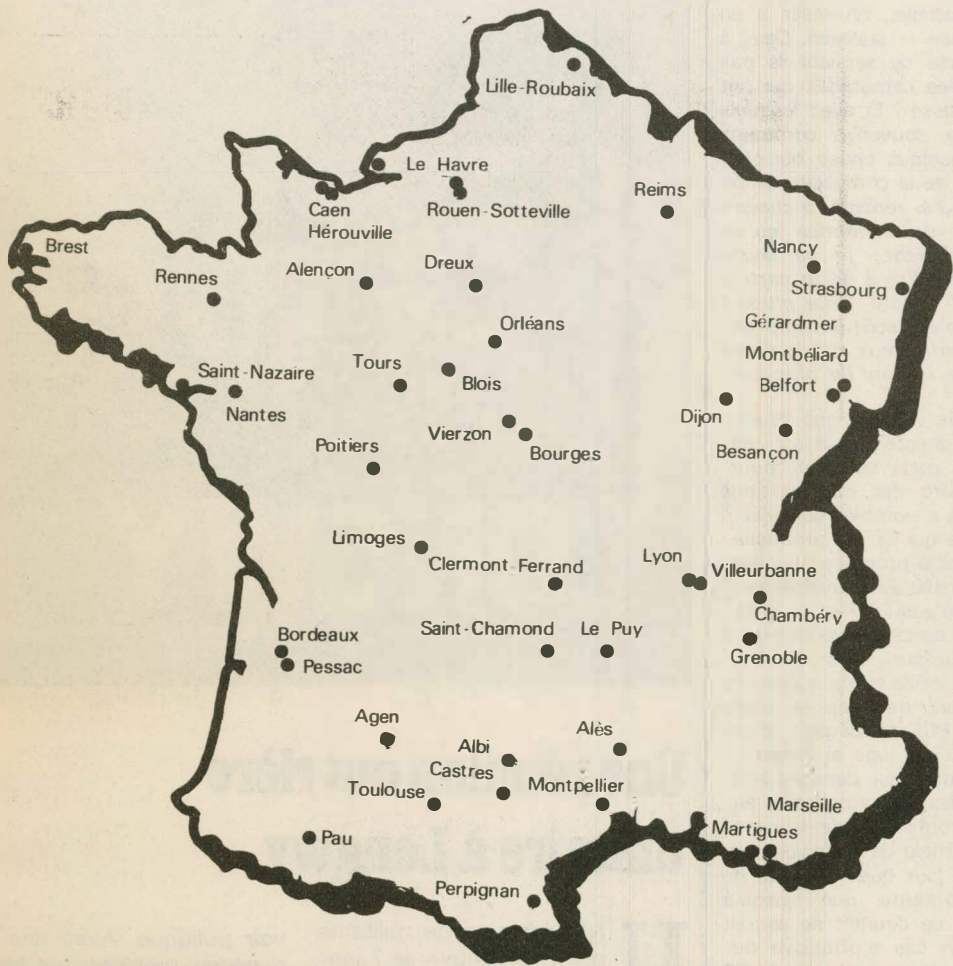 Lille-Roubaix
Le Havre
Rouen-Sotteville
Reims
Caen
Hérouville
Brest
Rennes
Alençon
Dreux
Nancy
Strasbourg
Gérardmer
Orléans
Montbéliard
Tours
Blois
Belfort
Saint-Nazaire
Nantes
Vierzon
Bourges
Dijon
Besançon
Poitiers
Limoges
Clermont-Ferrand
Lyon
Villeurbanne
Chambéry
Grenoble
Bordeaux
Pessac
Saint-Chamond
Le Puy
Agen
Albi
Alès
Castres
Toulouse
Montpellier
Marseille
Martigues
Pau
Perpignan